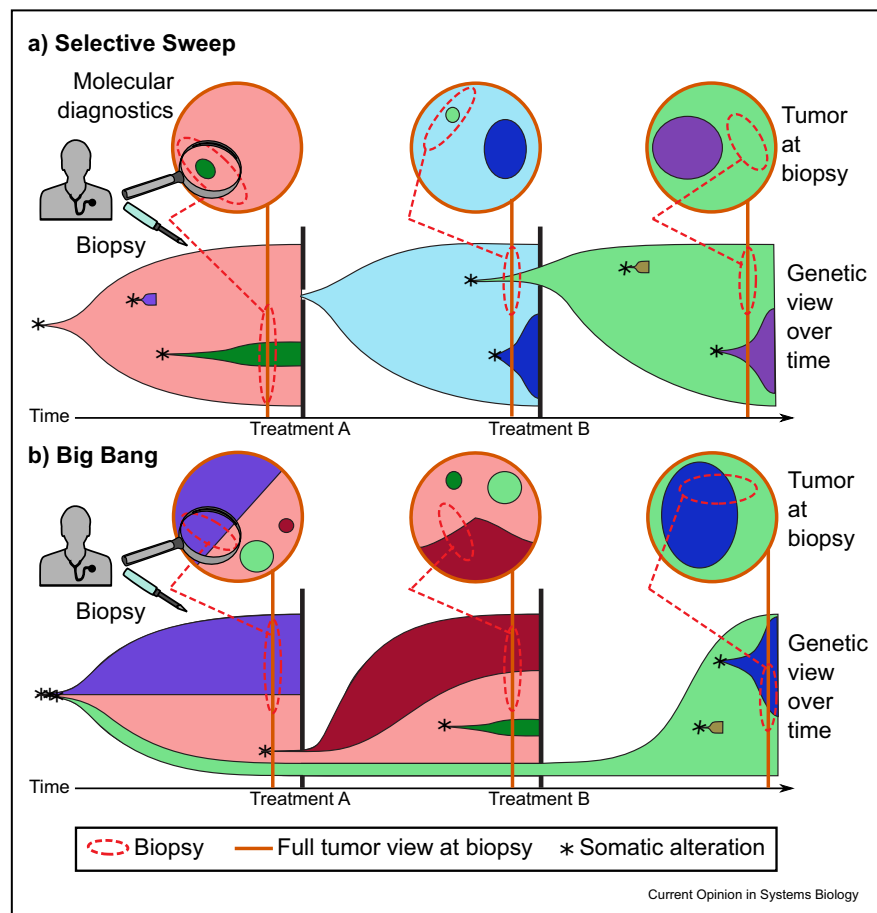 a) Selective Sweep
Molecular
diagnostics
Tumor
at
biopsy
Biopsy
Genetic
view
over
time
Time
Treatment A
Treatment B
b) Big Bang
Tumor
at
biopsy
Biopsy
Genetic
view
over
time
Time
Treatment A
Treatment B
Biopsy
Full tumor view at biopsy
Somatic alteration
Current Opinion in Systems Biology